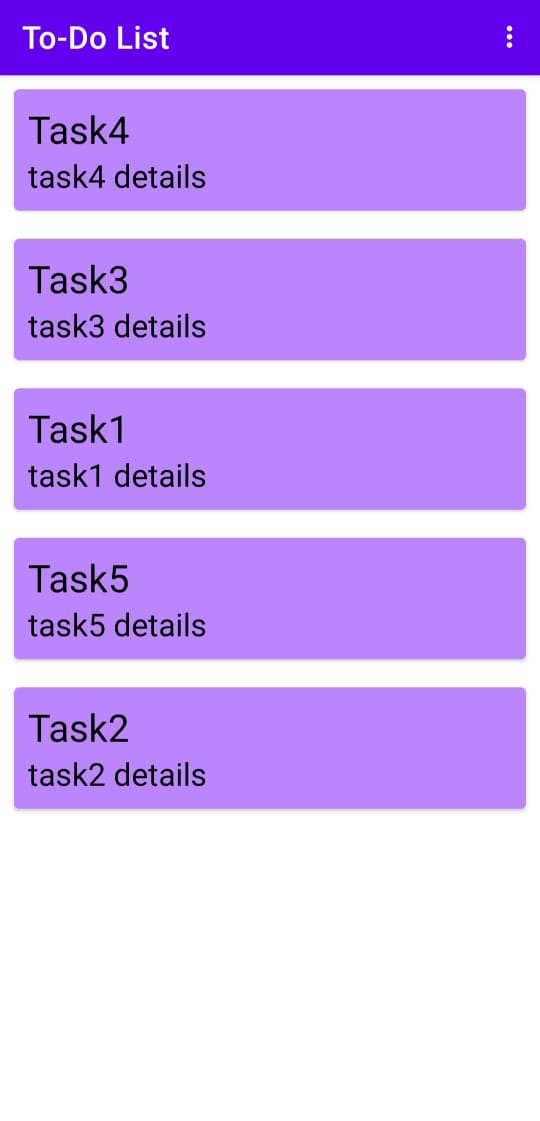 To-Do List
Task4
task4 details
Task3
task3 details
Task1
task1 details
Task5
task5 details
Task2
task2 details